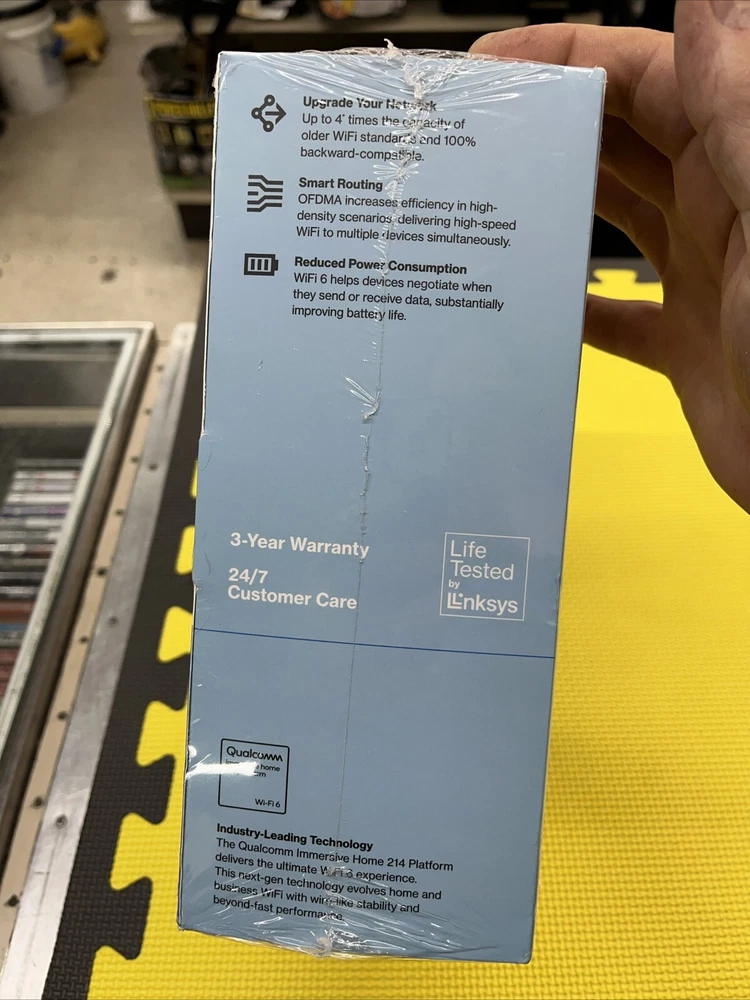 Upgrade Your Network
Up to 4* times the capacity of
older WiFi standards and 100%
backward-compatible.
Smart Routing
OFDMA increases efficiency in high-
density scenarios, delivering high-speed
WiFi to multiple devices simultaneously.
Reduced Power Consumption
WiFi 6 helps devices negotiate when
they send or receive data, substantially
improving battery life.
3-Year Warranty
24/7
Customer Care
Life
Tested
by
Linksys
Qualcomm
home
Wi-Fi 6
Industry-Leading Technology
The Qualcomm Immersive Home 214 Platform
delivers the ultimate WiFi 6 experience.
This next-gen technology evolves home and
business WiFi with wire-like stability and
beyond-fast performance.